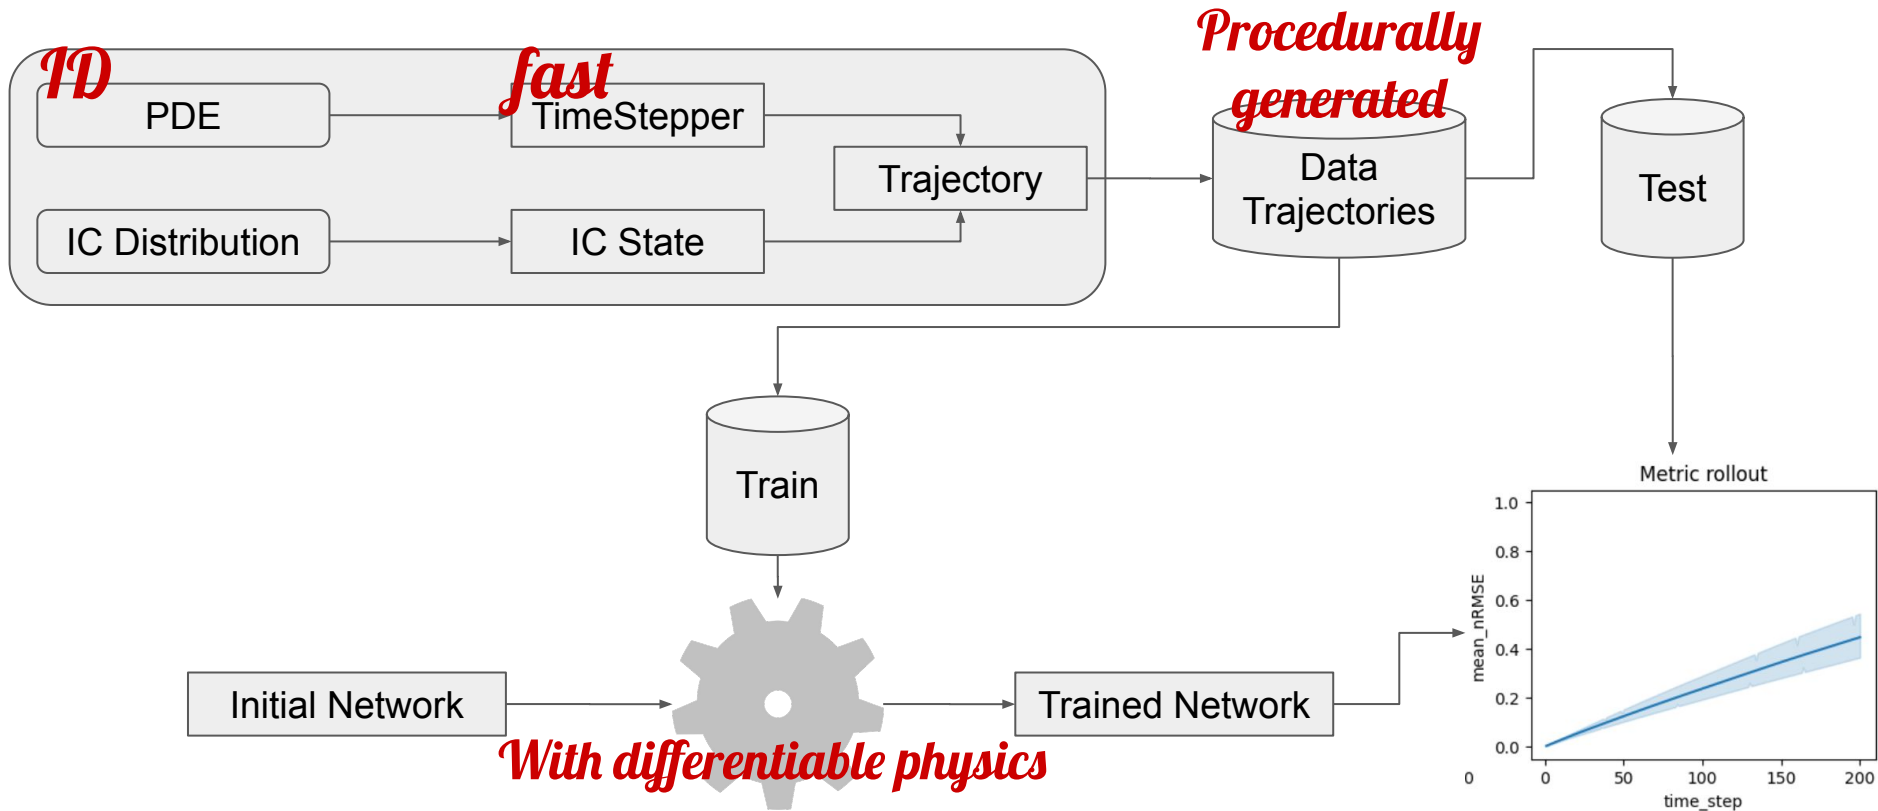 ID
fast
Procedurally
generated
PDE
TimeStepper
Trajectory
IC Distribution
IC State
Data
Trajectories
Test
Train
Initial Network
Trained Network
With differentiable physics
Metric rollout
mean_nRMSE
1.0
0.8
0.6
0.4
0.2
0.0
0
0
50
100
150
200
time_step